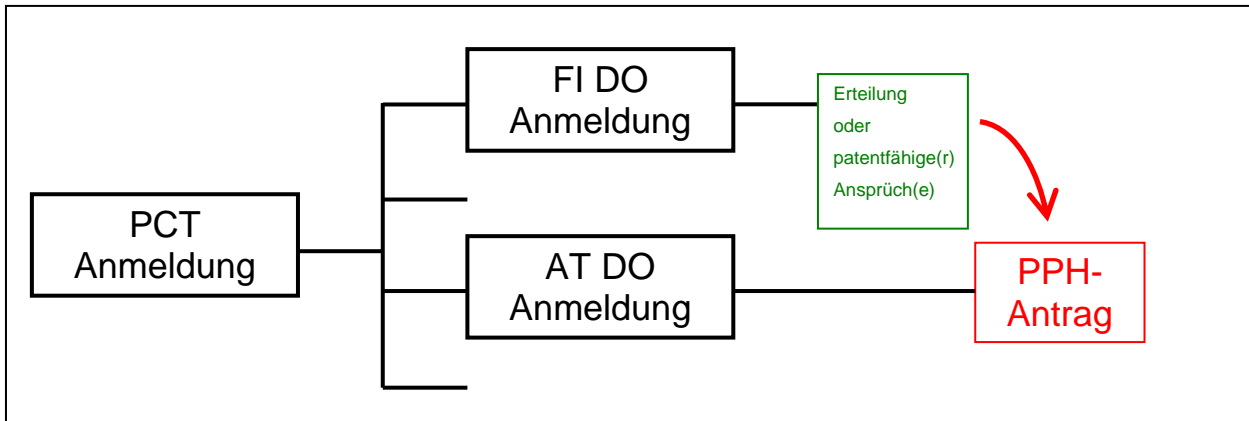 FI DO
Anmeldung
Erteilung
oder
patentfähige(r)
Ansprüch(e)
PCT
Anmeldung
AT DO
Anmeldung
PPH-
Antrag